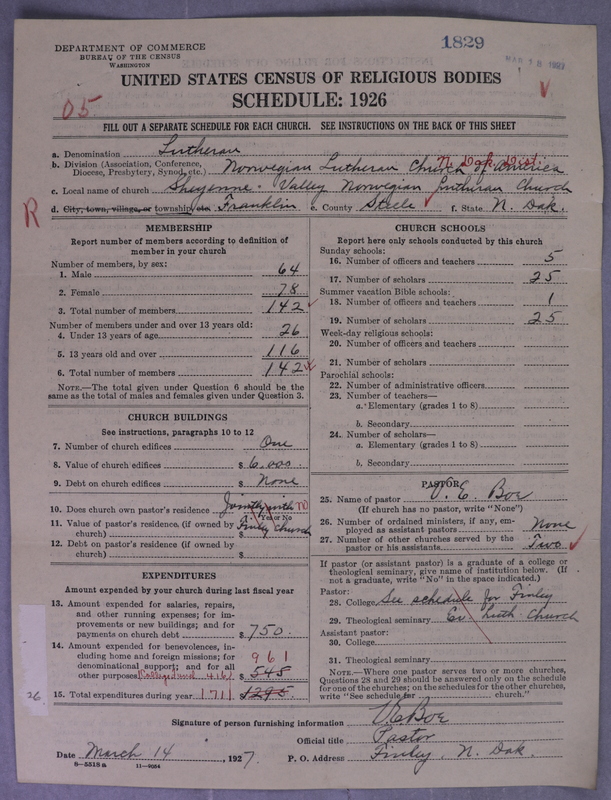 1829
MAR 18 1927
DEPARTMENT OF COMMERCE
BUREAU OF THE CENSUS
WASHINGTON
UNITED STATES CENSUS OF RELIGIOUS BODIES
SCHEDULE: 1926
05
FILL OUT A SEPARATE SCHEDULE FOR EACH CHURCH. SEE INSTRUCTIONS ON THE BACK OF THIS SHEET
a. Denomination Lutheran
b. Division (Association, Conference, Diocese, Presbytery, Synod, etc.) Norwegian Lutheran Church of America
N. Dak. Dist.
c. Local name of church Sheyenne Valley Norwegian Lutheran Church
R
d. City, town, village, or township, etc. Franklin e. County Steele f. State N. Dak.
MEMBERSHIP
Report number of members according to definition of member in your church
Number of members, by sex:
1. Male 64
2. Female 78
3. Total number of members 142
Number of members under and over 13 years old:
4. Under 13 years of age 26
5. 13 years old and over 116
6. Total number of members 142
NOTE.—The total given under Question 6 should be the same as the total of males and females given under Question 3.
CHURCH BUILDINGS
See instructions, paragraphs 10 to 12
7. Number of church edifices One
8. Value of church edifices $ 6,000.
9. Debt on church edifices $ None
10. Does church own pastor's residence Jointly with no
Yes or No
11. Value of pastor's residence (if owned by church) $ Finley Church
12. Debt on pastor's residence (if owned by church) $
EXPENDITURES
Amount expended by your church during last fiscal year
13. Amount expended for salaries, repairs, and other running expenses; for improvements or new buildings; and for payments on church debt $ 750.
14. Amount expended for benevolences, including home and foreign missions; for denominational support; and for all other purposes 416 $ 545
961
15. Total expenditures during year 1711 $ 1295.
CHURCH SCHOOLS
Report here only schools conducted by this church
Sunday schools:
16. Number of officers and teachers 5
17. Number of scholars 25
Summer vacation Bible schools:
18. Number of officers and teachers 1
19. Number of scholars 25
Week-day religious schools:
20. Number of officers and teachers
21. Number of scholars
Parochial schools:
22. Number of administrative officers
23. Number of teachers—
a. Elementary (grades 1 to 8)
b. Secondary
24. Number of scholars—
a. Elementary (grades 1 to 8)
b. Secondary
PASTOR
25. Name of pastor V. E. Boe
(If church has no pastor, write "None")
26. Number of ordained ministers, if any, employed as assistant pastors None
27. Number of other churches served by the pastor or his assistants Two
If pastor (or assistant pastor) is a graduate of a college or theological seminary, give name of institution below. (If not a graduate, write "No" in the space indicated.)
Pastor:
28. College See schedule for Finley
29. Theological seminary Ev. Luth. Church
Assistant pastor:
30. College
31. Theological seminary
NOTE.—Where one pastor serves two or more churches, Questions 28 and 29 should be answered only on the schedule for one of the churches; on the schedules for the other churches, write "See schedule for ........ church."
Signature of person furnishing information V. E. Boe
Official title Pastor
Date March 14, 1927. P. O. Address Finley, N. Dak.
8—5518a 11—9084
26